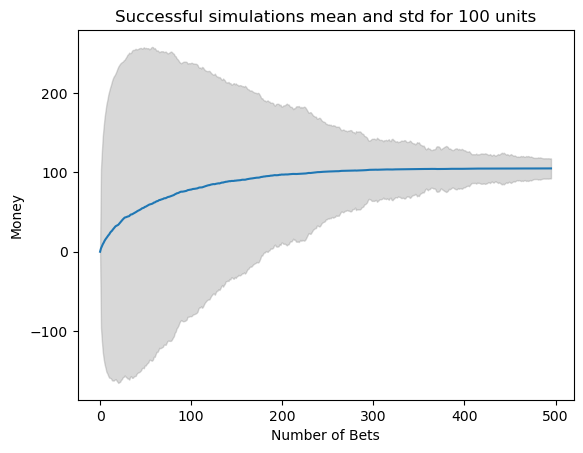 Successful simulations mean and std for 100 units
200
100
0
−100
Money
0 100 200 300 400 500
Number of Bets